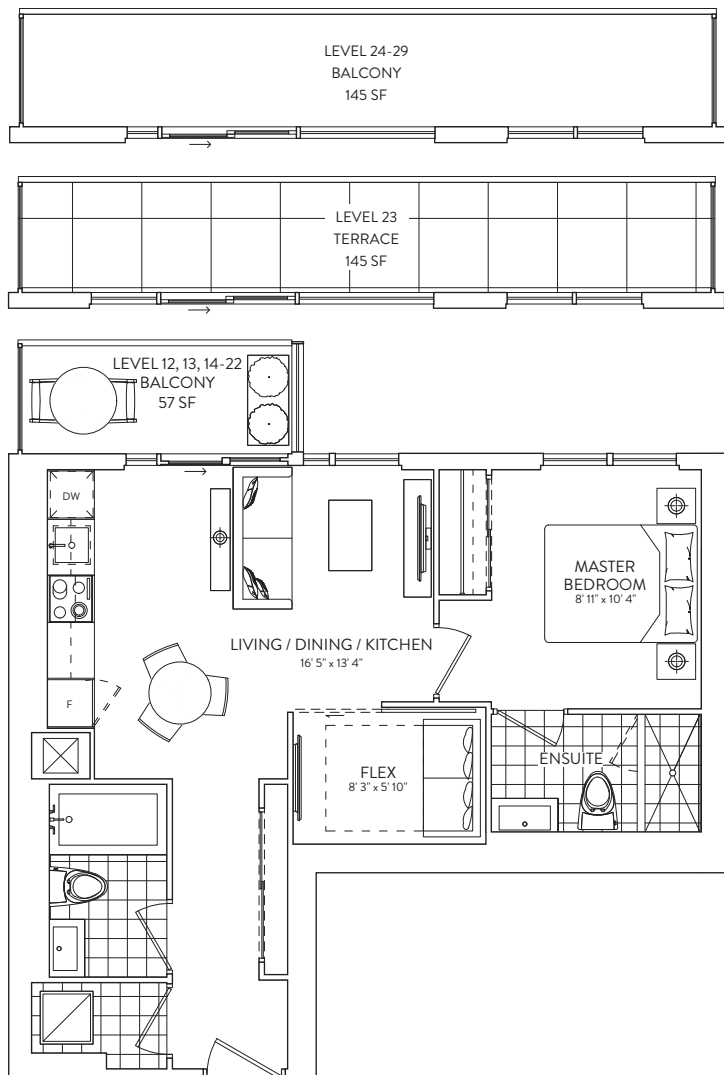 LEVEL 24-29
BALCONY
145 SF
LEVEL 23
TERRACE
145 SF
LEVEL 12, 13, 14-22
BALCONY
57 SF
DW
MASTER
BEDROOM
8' 11" x 10' 4"
LIVING / DINING / KITCHEN
16' 5" x 13' 4"
F
ENSUITE
FLEX
8' 3" x 5' 10"